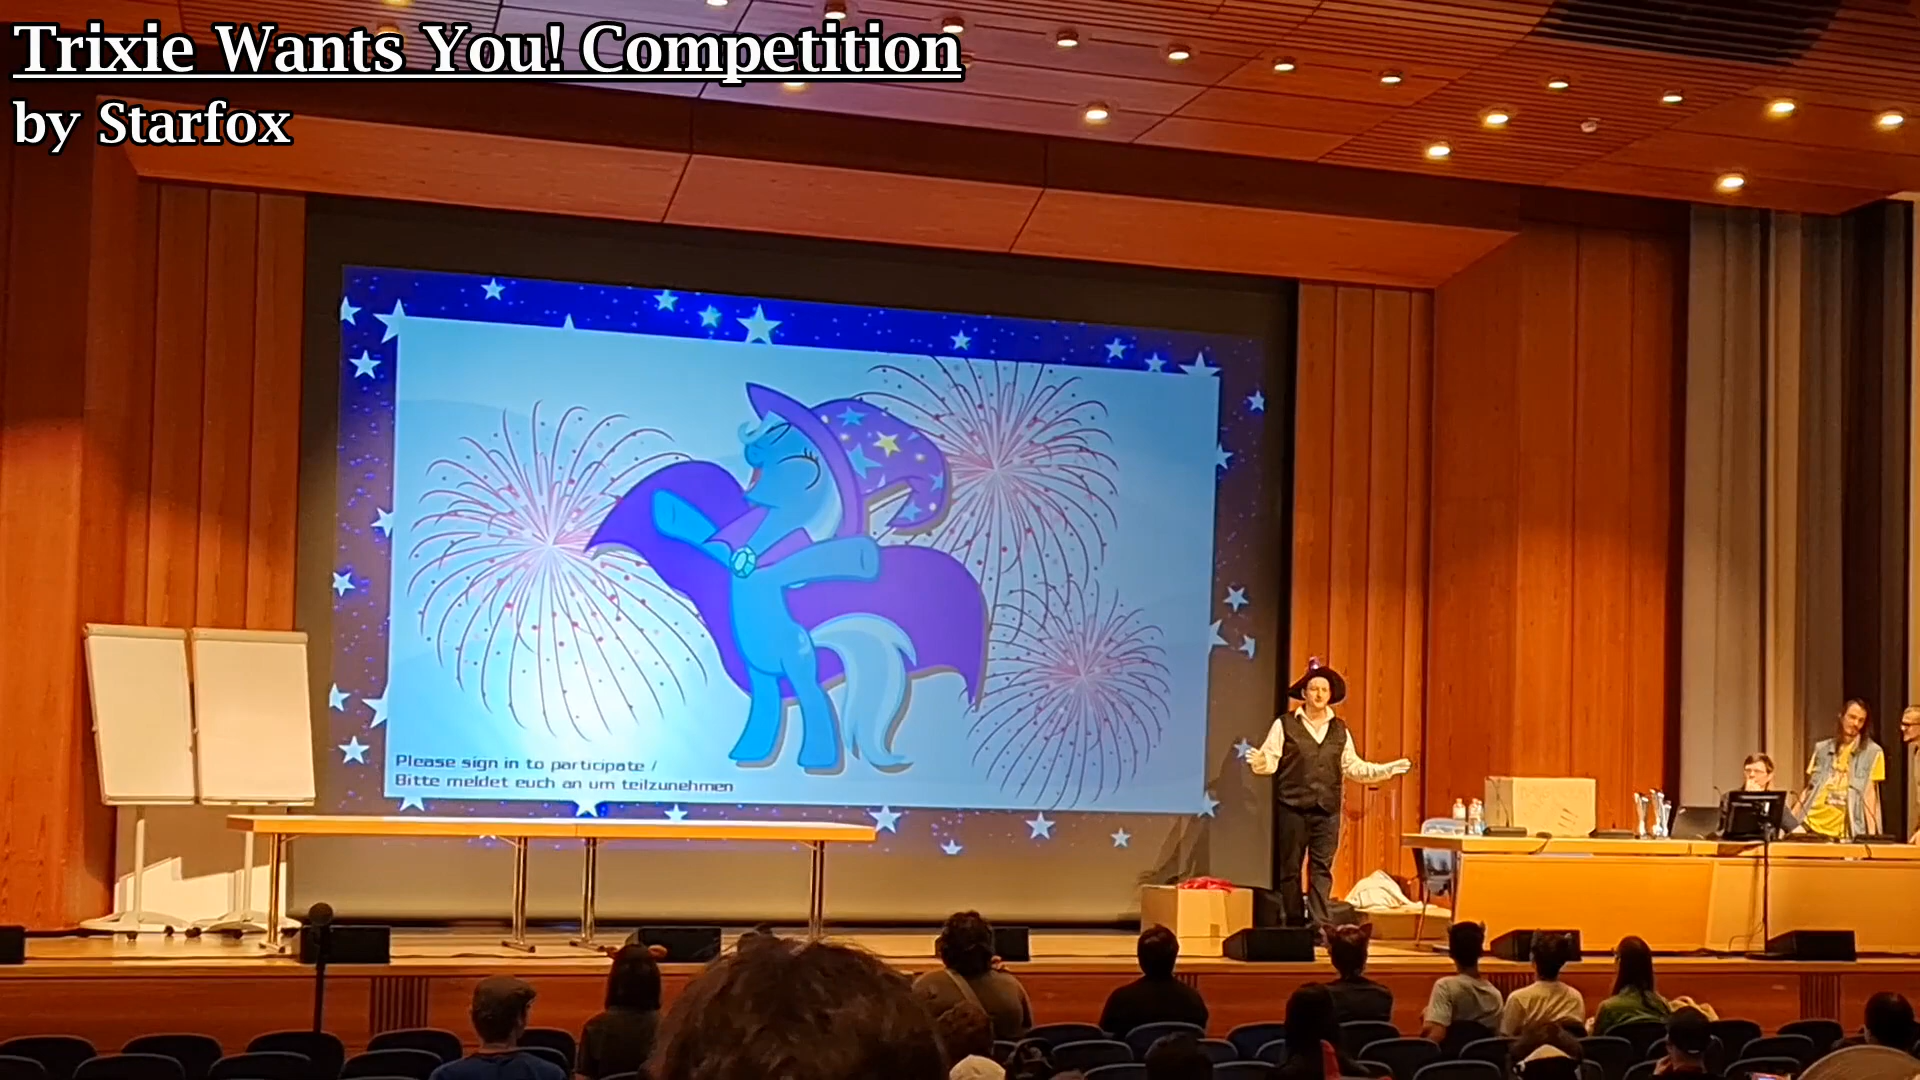 Trixie Wants You! Competition
by Starfox
Please sign in to participate /
Bitte meldet euch an um teilzunehmen